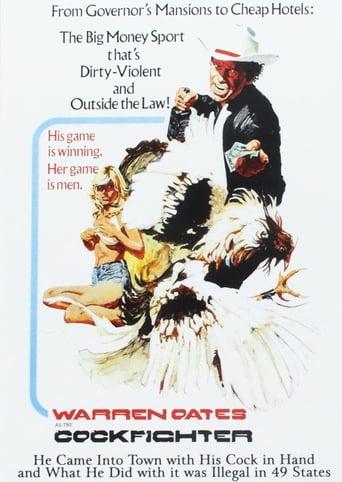 From Governor's Mansions to Cheap Hotels:
The Big Money Sport
that's
Dirty-Violent
and
Outside the Law!
His game
is winning.
Her game
is men.
WARREN OATES
AS THE
COCKFIGHTER
He Came Into Town with His Cock in Hand
and What He Did with it was Illegal in 49 States